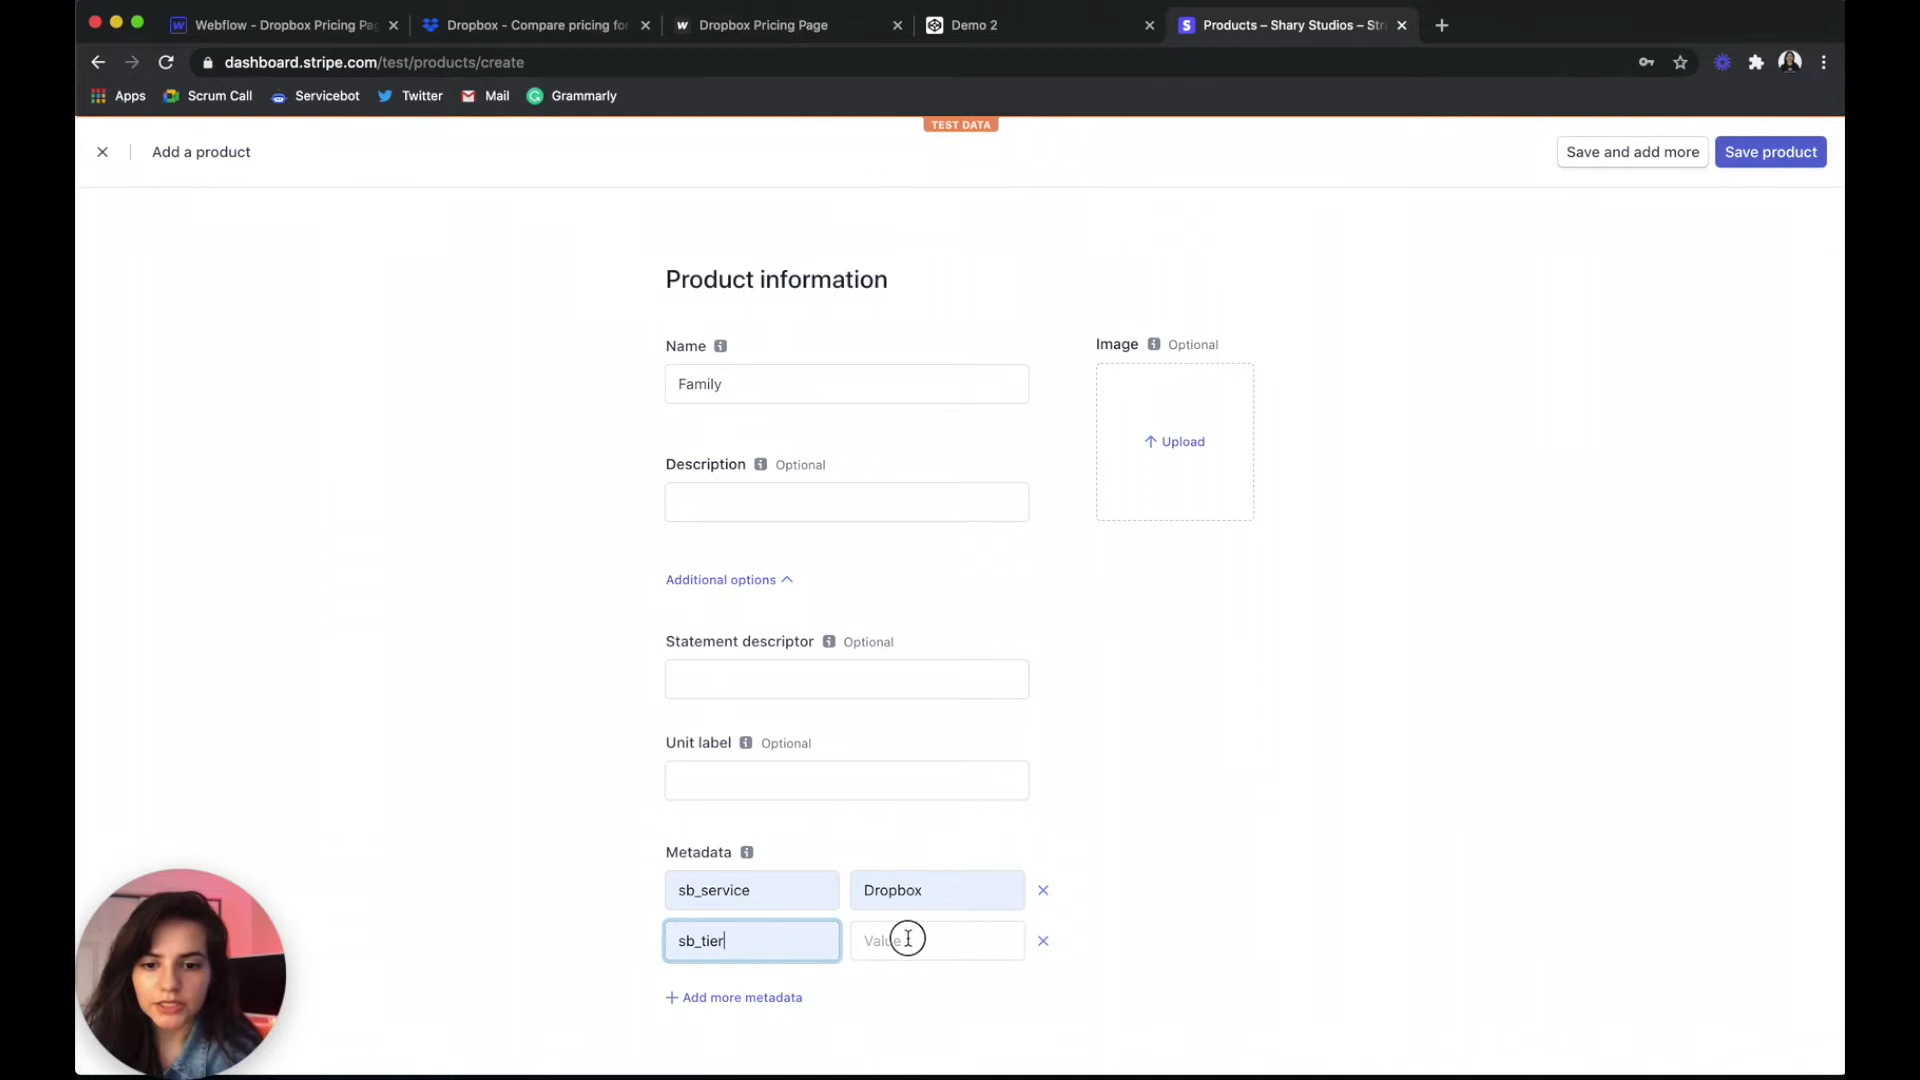 Webflow - Dropbox Pricing Pa
Dropbox - Compare pricing for
Dropbox Pricing Page
Demo 2
Products – Shary Studios – Stri
dashboard.stripe.com/test/products/create
Apps
Scrum Call
Servicebot
Twitter
Mail
Grammarly
TEST DATA
Add a product
Save and add more
Save product
Product information
Name
Family
Image Optional
Upload
Description Optional
Additional options
Statement descriptor Optional
Unit label Optional
Metadata
sb_service Dropbox
sb_tier Value
Add more metadata